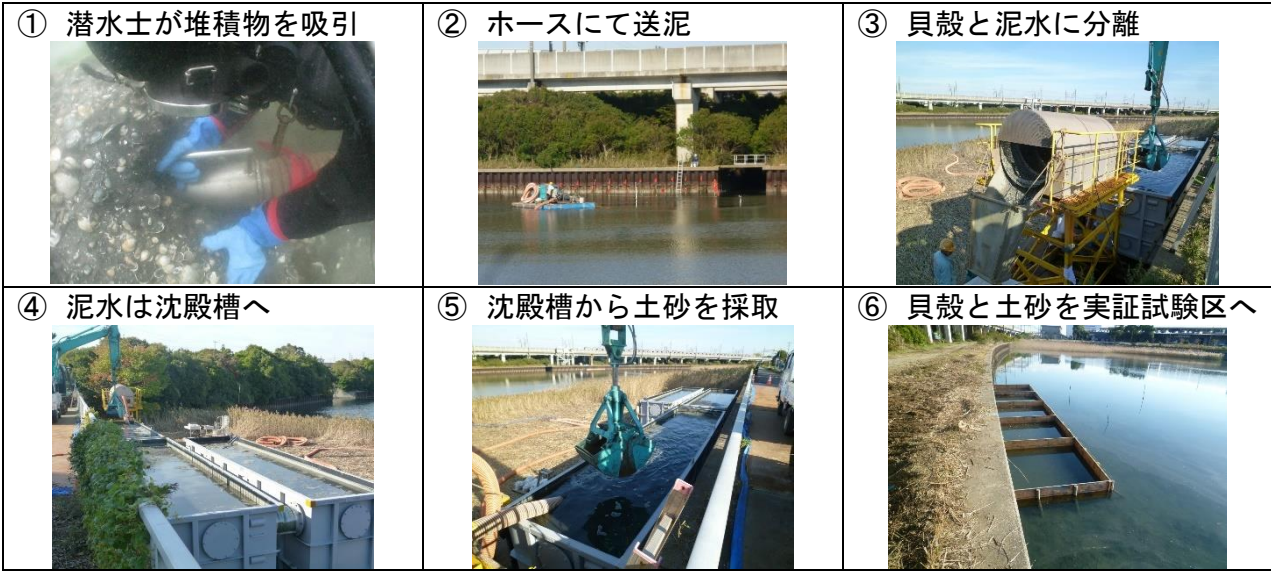 ① 潜水士が堆積物を吸引
② ホースにて送泥
③ 貝殻と泥水に分離
④ 泥水は沈殿槽へ
⑤ 沈殿槽から土砂を採取
⑥ 貝殻と土砂を実証試験区へ